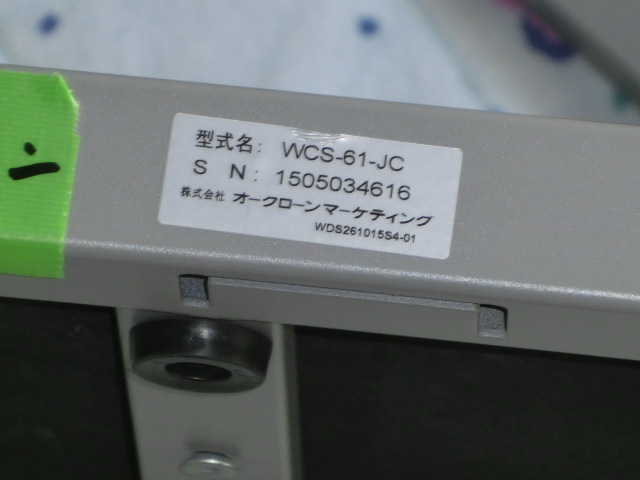 型式名: WCS-61-JC
S N: 1505034616
株式会社 オークローンマーケティング
WDS261015S4-01